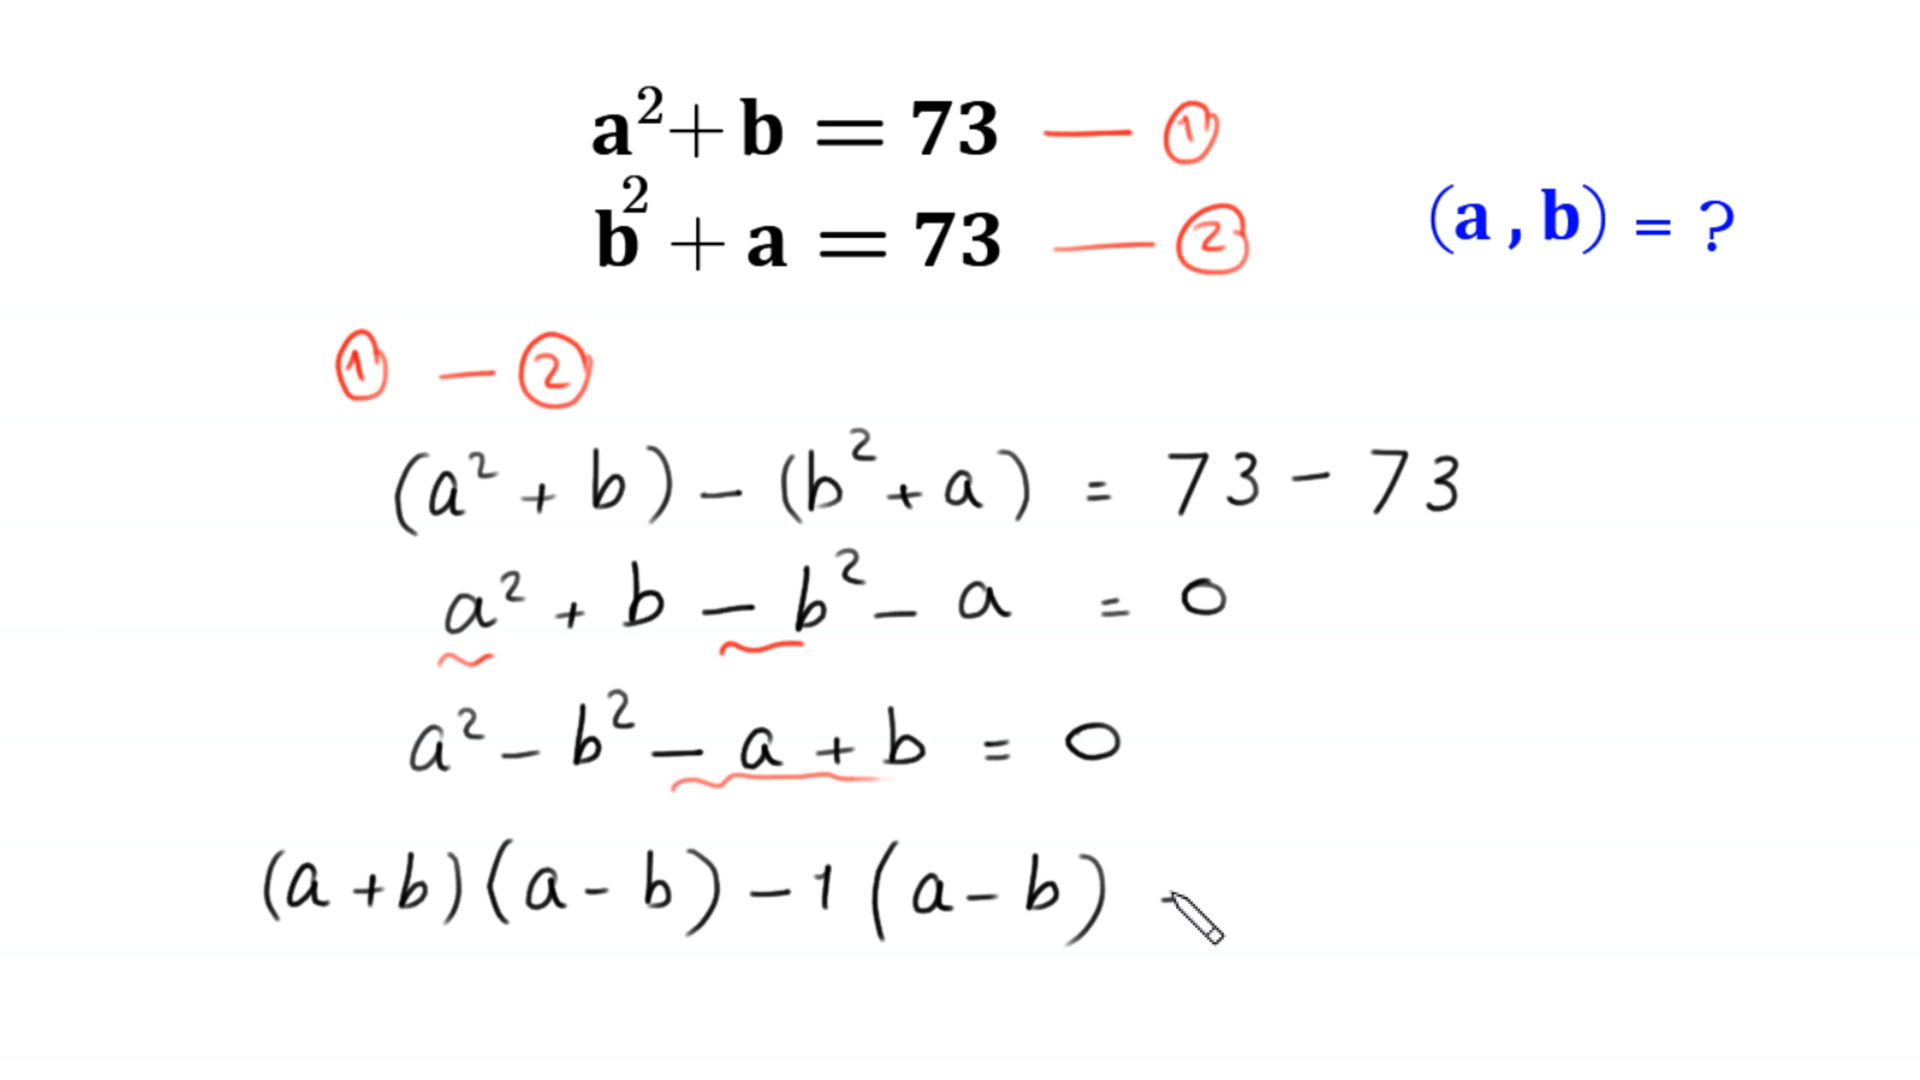 a² + b = 73 — ①
b² + a = 73 — ②
(a , b) = ?
① − ②
(a² + b) − (b² + a) = 73 − 73
a² + b − b² − a = 0
a² − b² − a + b = 0
(a + b)(a − b) − 1(a − b)